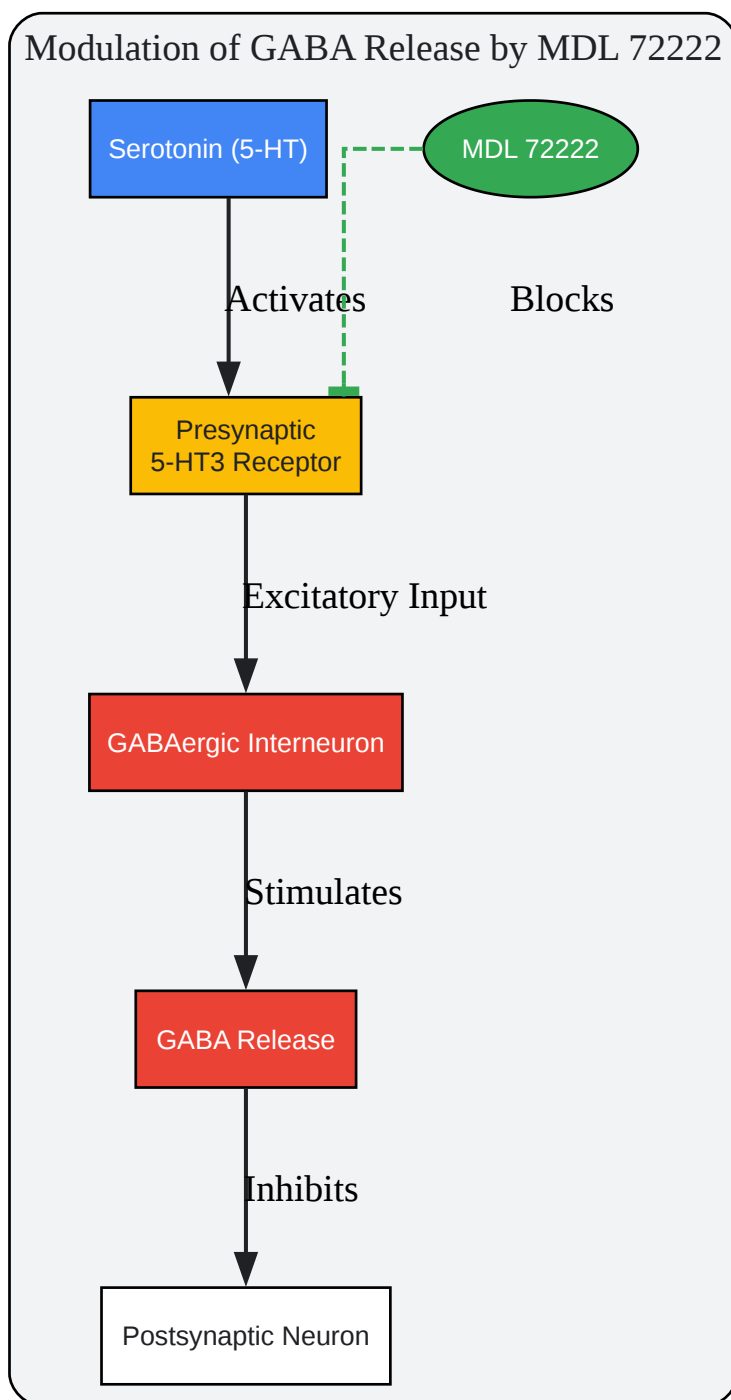 Modulation of GABA Release by MDL 72222
Serotonin (5-HT)
MDL 72222
Activates
Blocks
Presynaptic
5-HT3 Receptor
Excitatory Input
GABAergic Interneuron
Stimulates
GABA Release
Inhibits
Postsynaptic Neuron